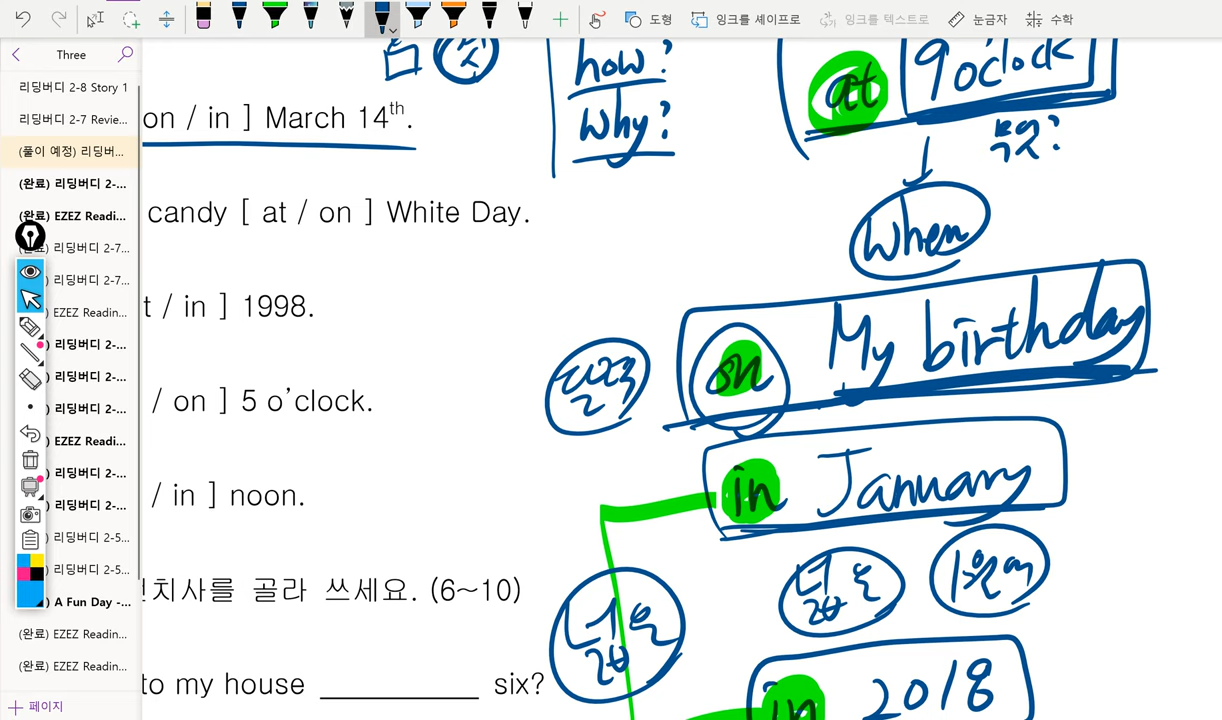 도형
잉크를 셰이프로
잉크를 텍스트로
눈금자
수학
Three
리딩버디 2-8 Story 1
리딩버디 2-7 Revie...
(풀이 예정) 리딩버...
(완료) 리딩버디 2-...
(완료) EZEZ Readi...
) 리딩버디 2-7...
) 리딩버디 2-7...
) EZEZ Readin...
) 리딩버디 2-...
) 리딩버디 2-...
) 리딩버디 2-...
) EZEZ Readi...
) 리딩버디 2-...
) 리딩버디 2-...
) 리딩버디 2-5...
) 리딩버디 2-5...
) A Fun Day -...
(완료) EZEZ Readin...
(완료) EZEZ Readin...
페이지
on / in ] March 14th.
candy [ at / on ] White Day.
t / in ] 1998.
/ on ] 5 o'clock.
/ in ] noon.
치사를 골라 쓰세요. (6~10)
to my house __________ six?
how?
why?
at 9 o'clock
when
on My birthday
in January
넓은
넓은
in 2018